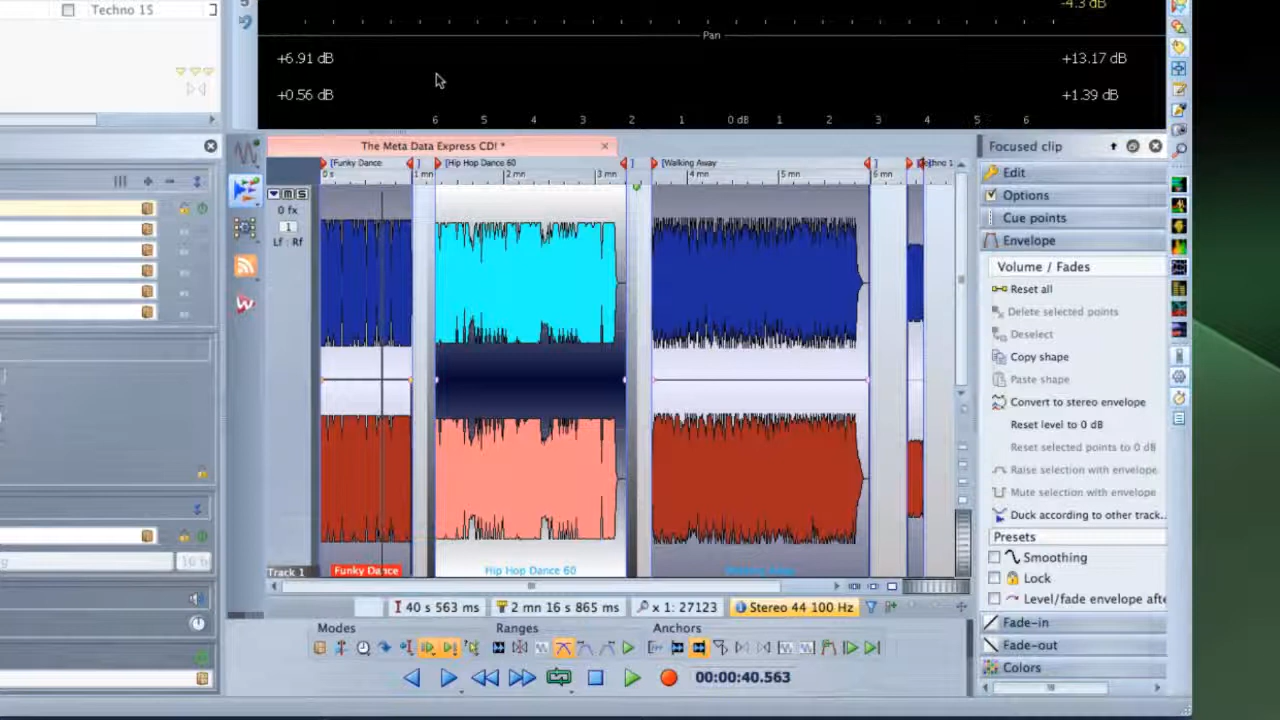 Techno 1S
-4.3 dB
Pan
+6.91 dB
+13.17 dB
+0.56 dB
+1.39 dB
6 5 4 3 2 1 0 dB 1 2 3 4 5 6
The Meta Data Express CD! *
Focused clip
[Funky Dance
[Hip Hop Dance 60
[Walking Away
0 s 1 mn 2 mn 3 mn 4 mn 5 mn 6 mn
Edit
Options
M S
0 fx
1
Lf : Rf
Cue points
Envelope
Volume / Fades
Reset all
Delete selected points
Deselect
Copy shape
Paste shape
Convert to stereo envelope
Reset level to 0 dB
Reset selected points to 0 dB
Raise selection with envelope
Mute selection with envelope
Duck according to other track...
Presets
Smoothing
Lock
Level/fade envelope afte
Fade-in
Fade-out
Colors
16 b
Track 1
Funky Dance
Hip Hop Dance 60
40 s 563 ms
2 mn 16 s 865 ms
x 1: 27123
Stereo 44 100 Hz
Modes
Ranges
Anchors
00:00:40.563